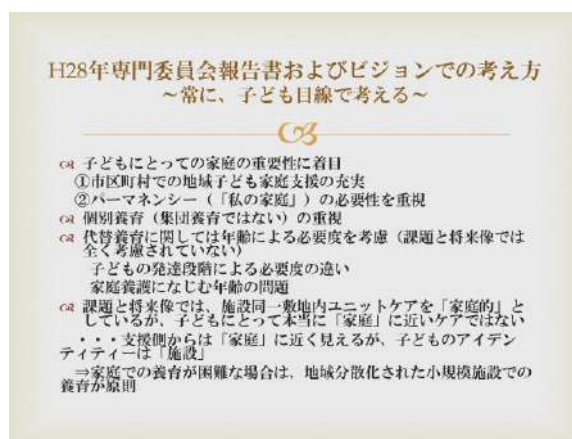 H28年専門委員会報告書およびビジョンでの考え方
～常に、子ども目線で考える～
子どもにとっての家庭の重要性に着目
①市区町村での地域子ども家庭支援の充実
②パーマネンシー（「私の家庭」）の必要性を重視
個別養育（集団養育ではない）の重視
代替養育に関しては年齢による必要度を考慮（課題と将来像では
全く考慮されていない）
子どもの発達段階による必要度の違い
家庭養護になじむ年齢の問題
課題と将来像では、施設同一敷地内ユニットケアを「家庭的」と
しているが、子どもにとって本当に「家庭」に近いケアではない
・・・支援側からは「家庭」に近く見えるが、子どものアイデン
ティティーは「施設」
⇒家庭での養育が困難な場合は、地域分散化された小規模施設での
養育が原則